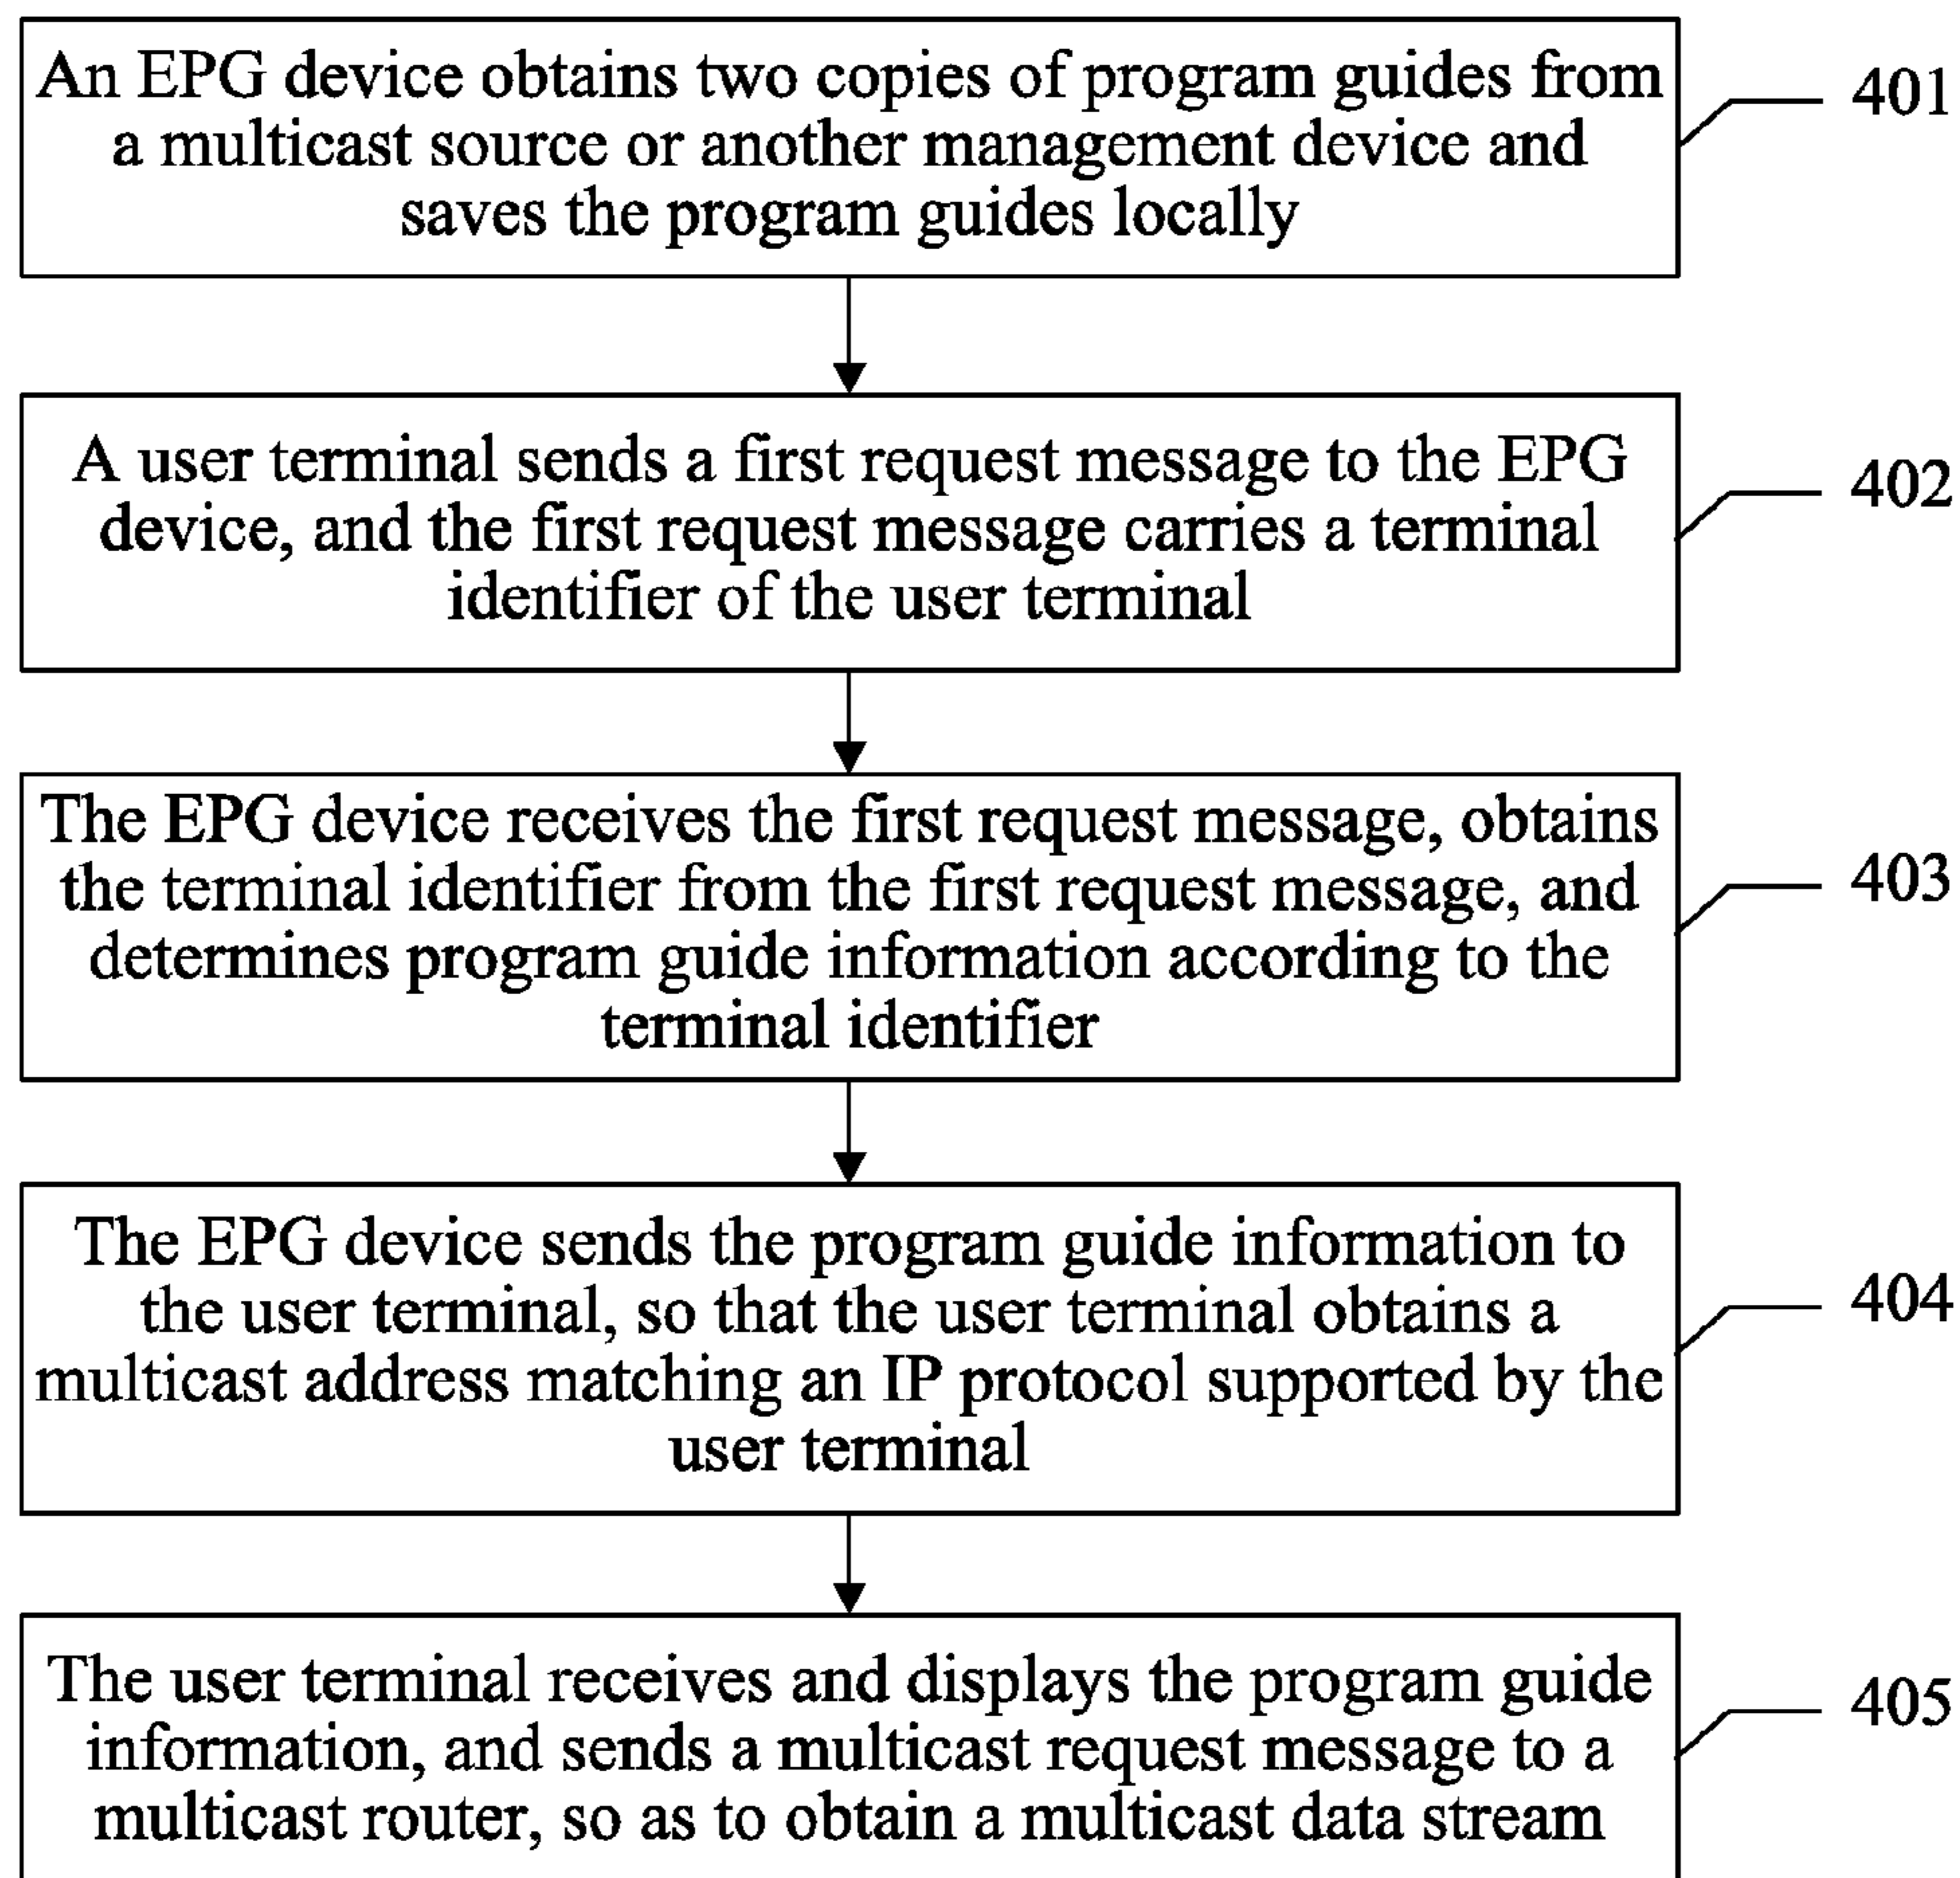 An EPG device obtains two copies of program guides from
a multicast source or another management device and
saves the program guides locally
401
A user terminal sends a first request message to the EPG
device, and the first request message carries a terminal
identifier of the user terminal
402
The EPG device receives the first request message, obtains
the terminal identifier from the first request message, and
determines program guide information according to the
terminal identifier
403
The EPG device sends the program guide information to
the user terminal, so that the user terminal obtains a
multicast address matching an IP protocol supported by the
user terminal
404
The user terminal receives and displays the program guide
information, and sends a multicast request message to a
multicast router, so as to obtain a multicast data stream
405